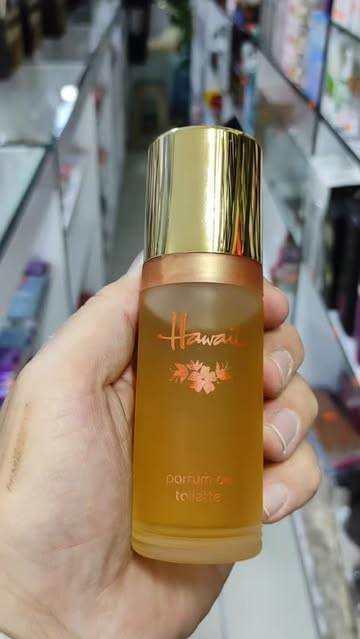 Hawaii
parfum de
toilette